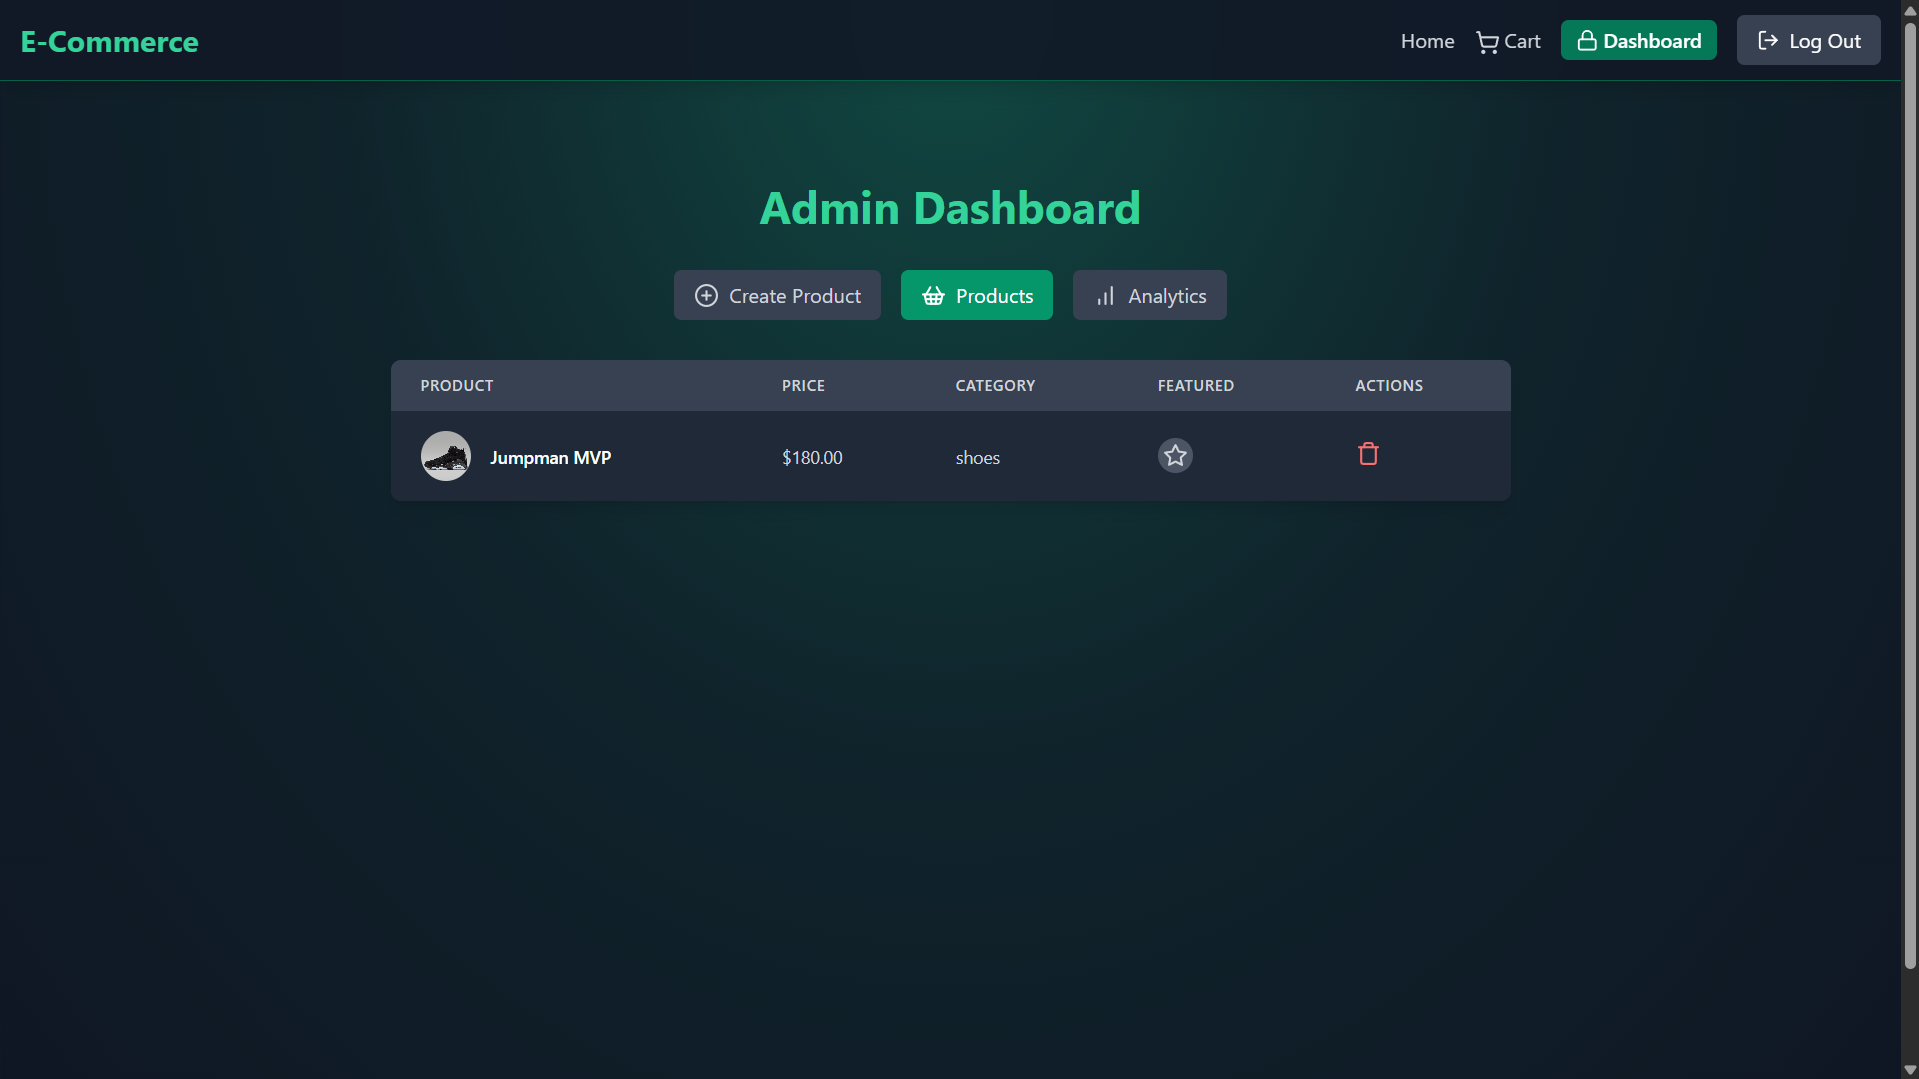 E-Commerce
Home Cart Dashboard Log Out
Admin Dashboard
Create Product Products Analytics
PRODUCT PRICE CATEGORY FEATURED ACTIONS
Jumpman MVP $180.00 shoes